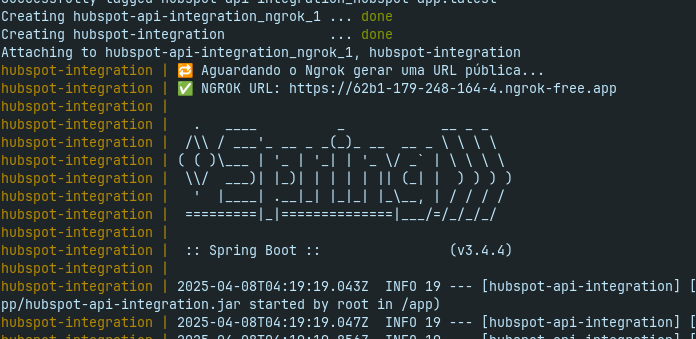 Successfully tagged hubspot-api-integration_hubspot-app:latest
Creating hubspot-api-integration_ngrok_1 ... done
Creating hubspot-integration             ... done
Attaching to hubspot-api-integration_ngrok_1, hubspot-integration
hubspot-integration | 🔁 Aguardando o Ngrok gerar uma URL pública...
hubspot-integration | ✅ NGROK URL: https://62b1-179-248-164-4.ngrok-free.app
hubspot-integration |
hubspot-integration |   .   ____          _            __ _ _
hubspot-integration |  /\\ / ___'_ __ _ _(_)_ __  __ _ \ \ \ \
hubspot-integration | ( ( )\___ | '_ | '_| | '_ \/ _` | \ \ \ \
hubspot-integration |  \\/  ___)| |_)| | | | | || (_| |  ) ) ) )
hubspot-integration |   '  |____| .__|_| |_|_| |_\__, | / / / /
hubspot-integration |  =========|_|==============|___/=/_/_/_/
hubspot-integration |
hubspot-integration |  :: Spring Boot ::                (v3.4.4)
hubspot-integration |
hubspot-integration | 2025-04-08T04:19:19.043Z  INFO 19 --- [hubspot-api-integration] [
pp/hubspot-api-integration.jar started by root in /app)
hubspot-integration | 2025-04-08T04:19:19.047Z  INFO 19 --- [hubspot-api-integration] [